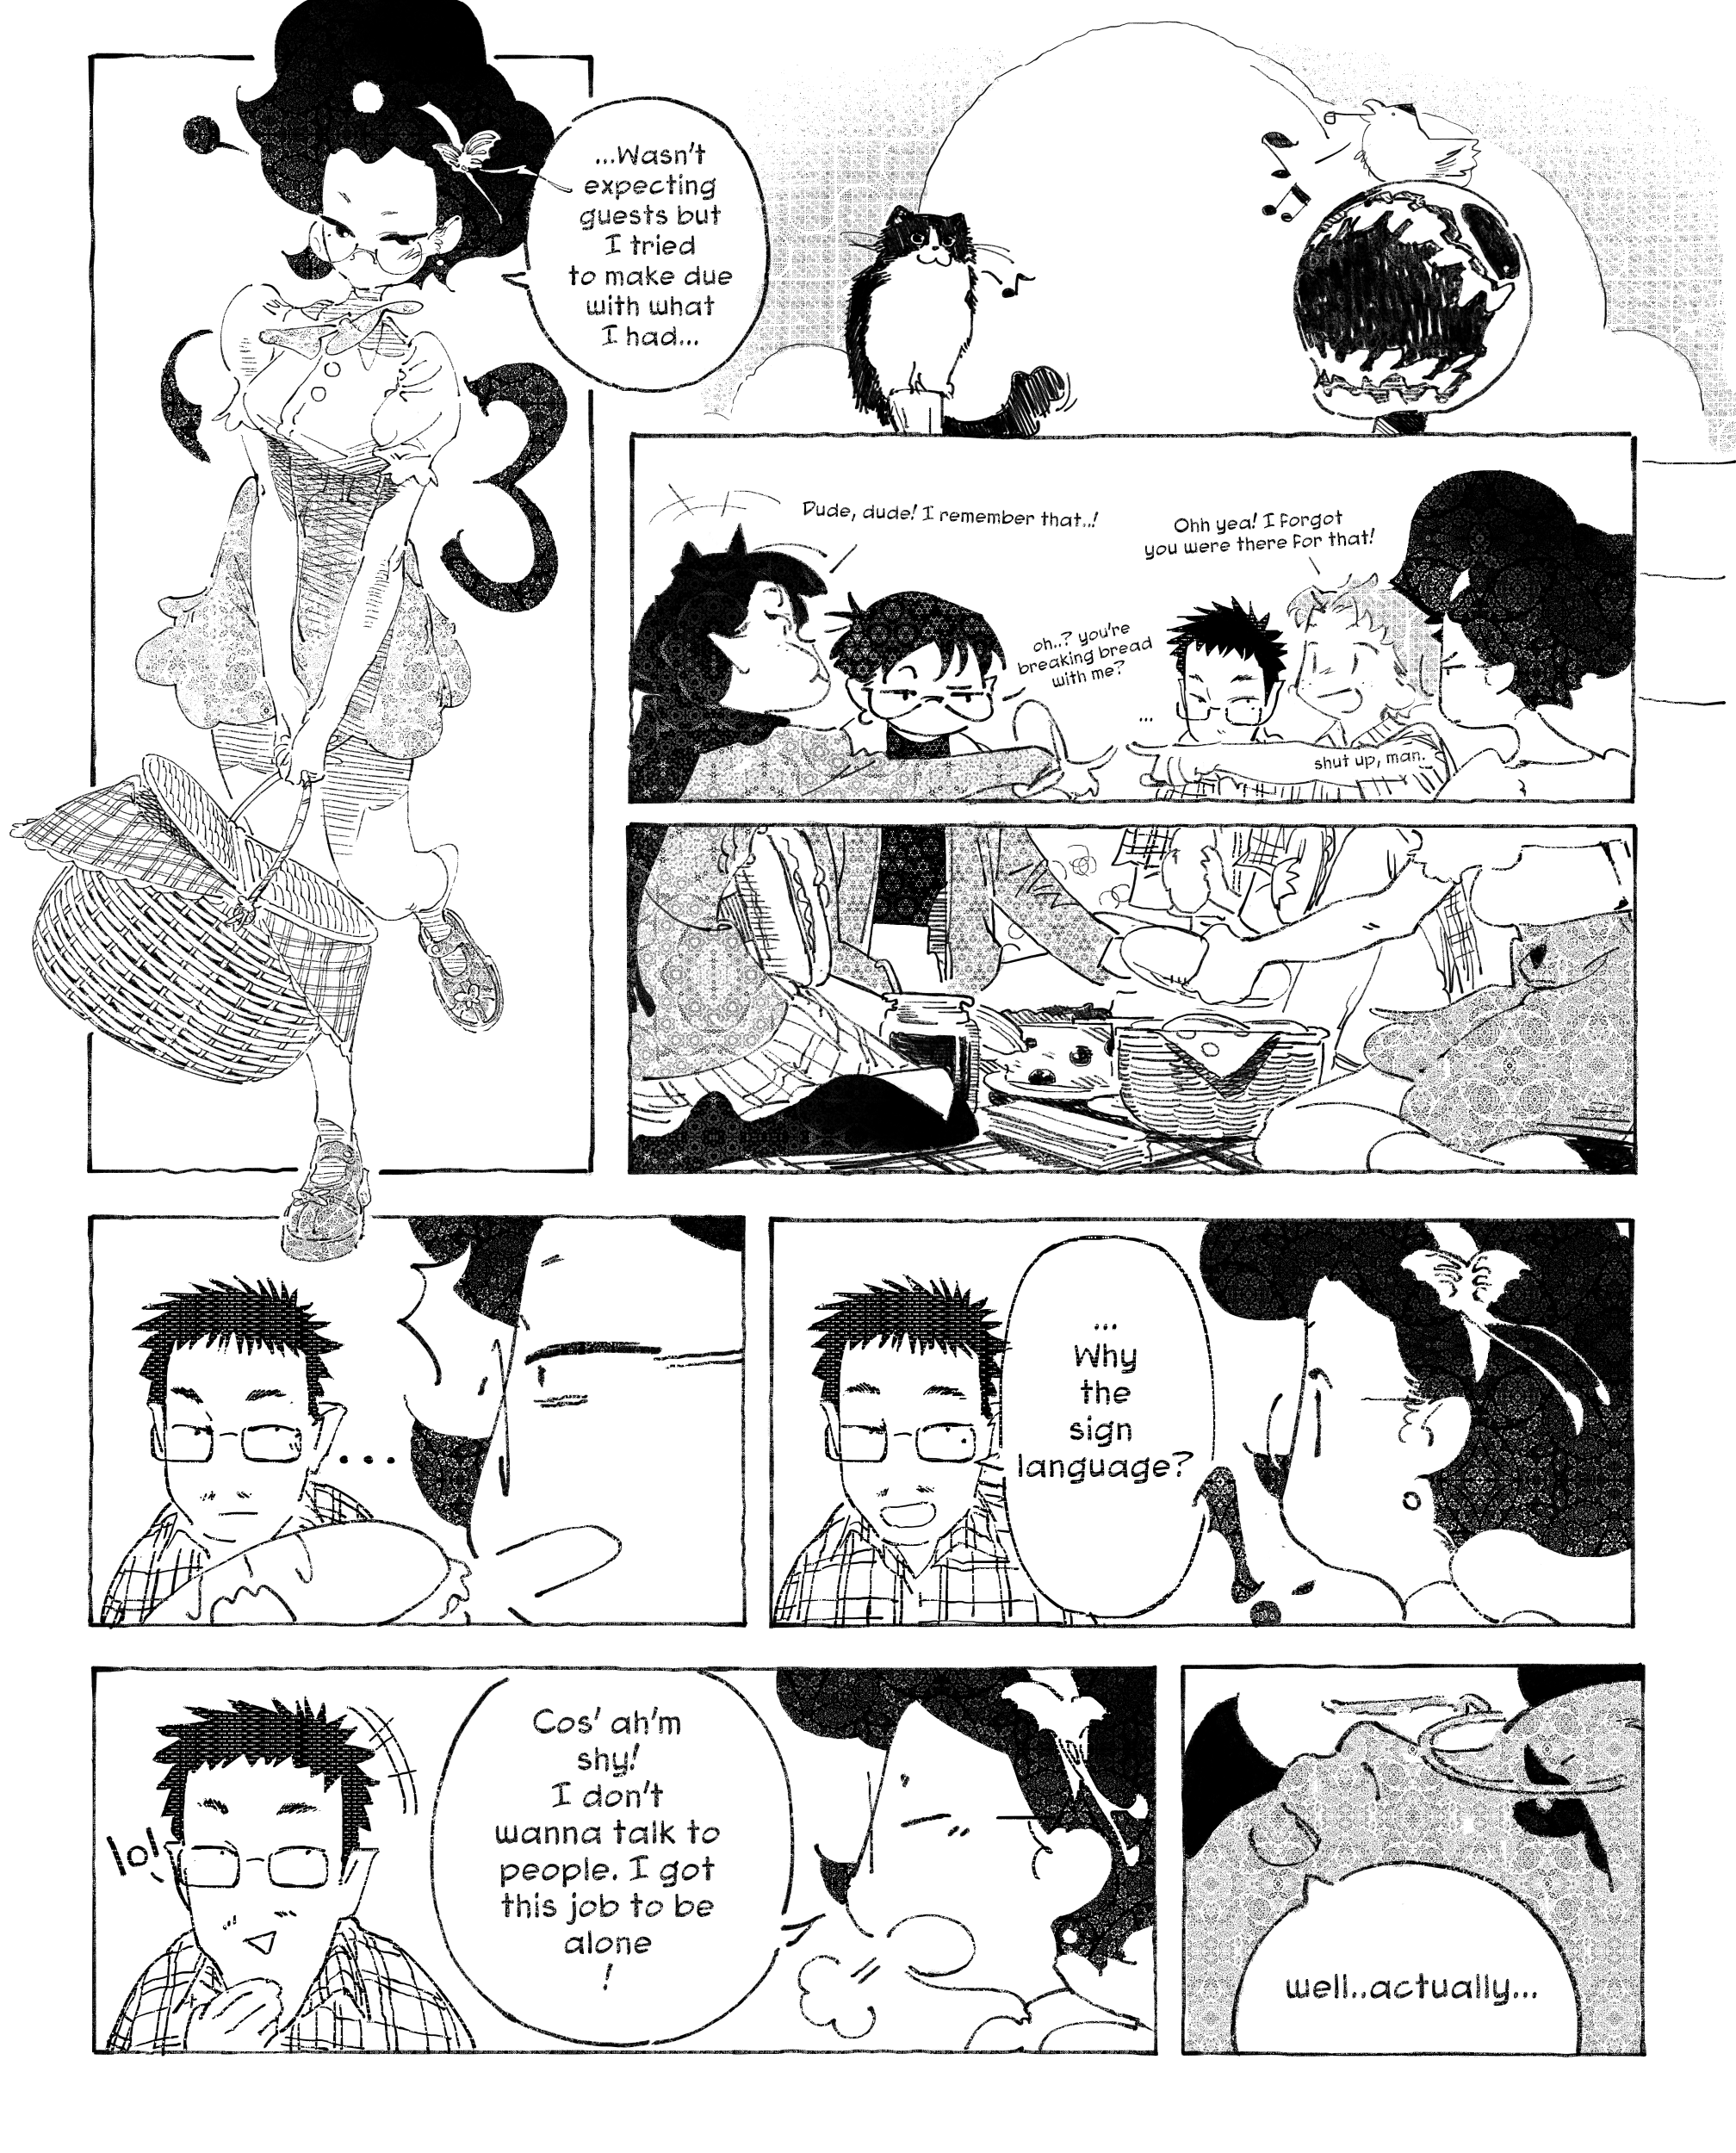 ...Wasn't
expecting
guests but
I tried
to make due
with what
I had...
Dude, dude! I remember that..!
Ohh yea! I forgot
you were there for that!
oh..? you're
breaking bread
with me?
...
shut up, man.
...
...
Why
the
sign
language?
lol
Cos' ah'm
shy!
I don't
wanna talk to
people. I got
this job to be
alone
!
well..actually...